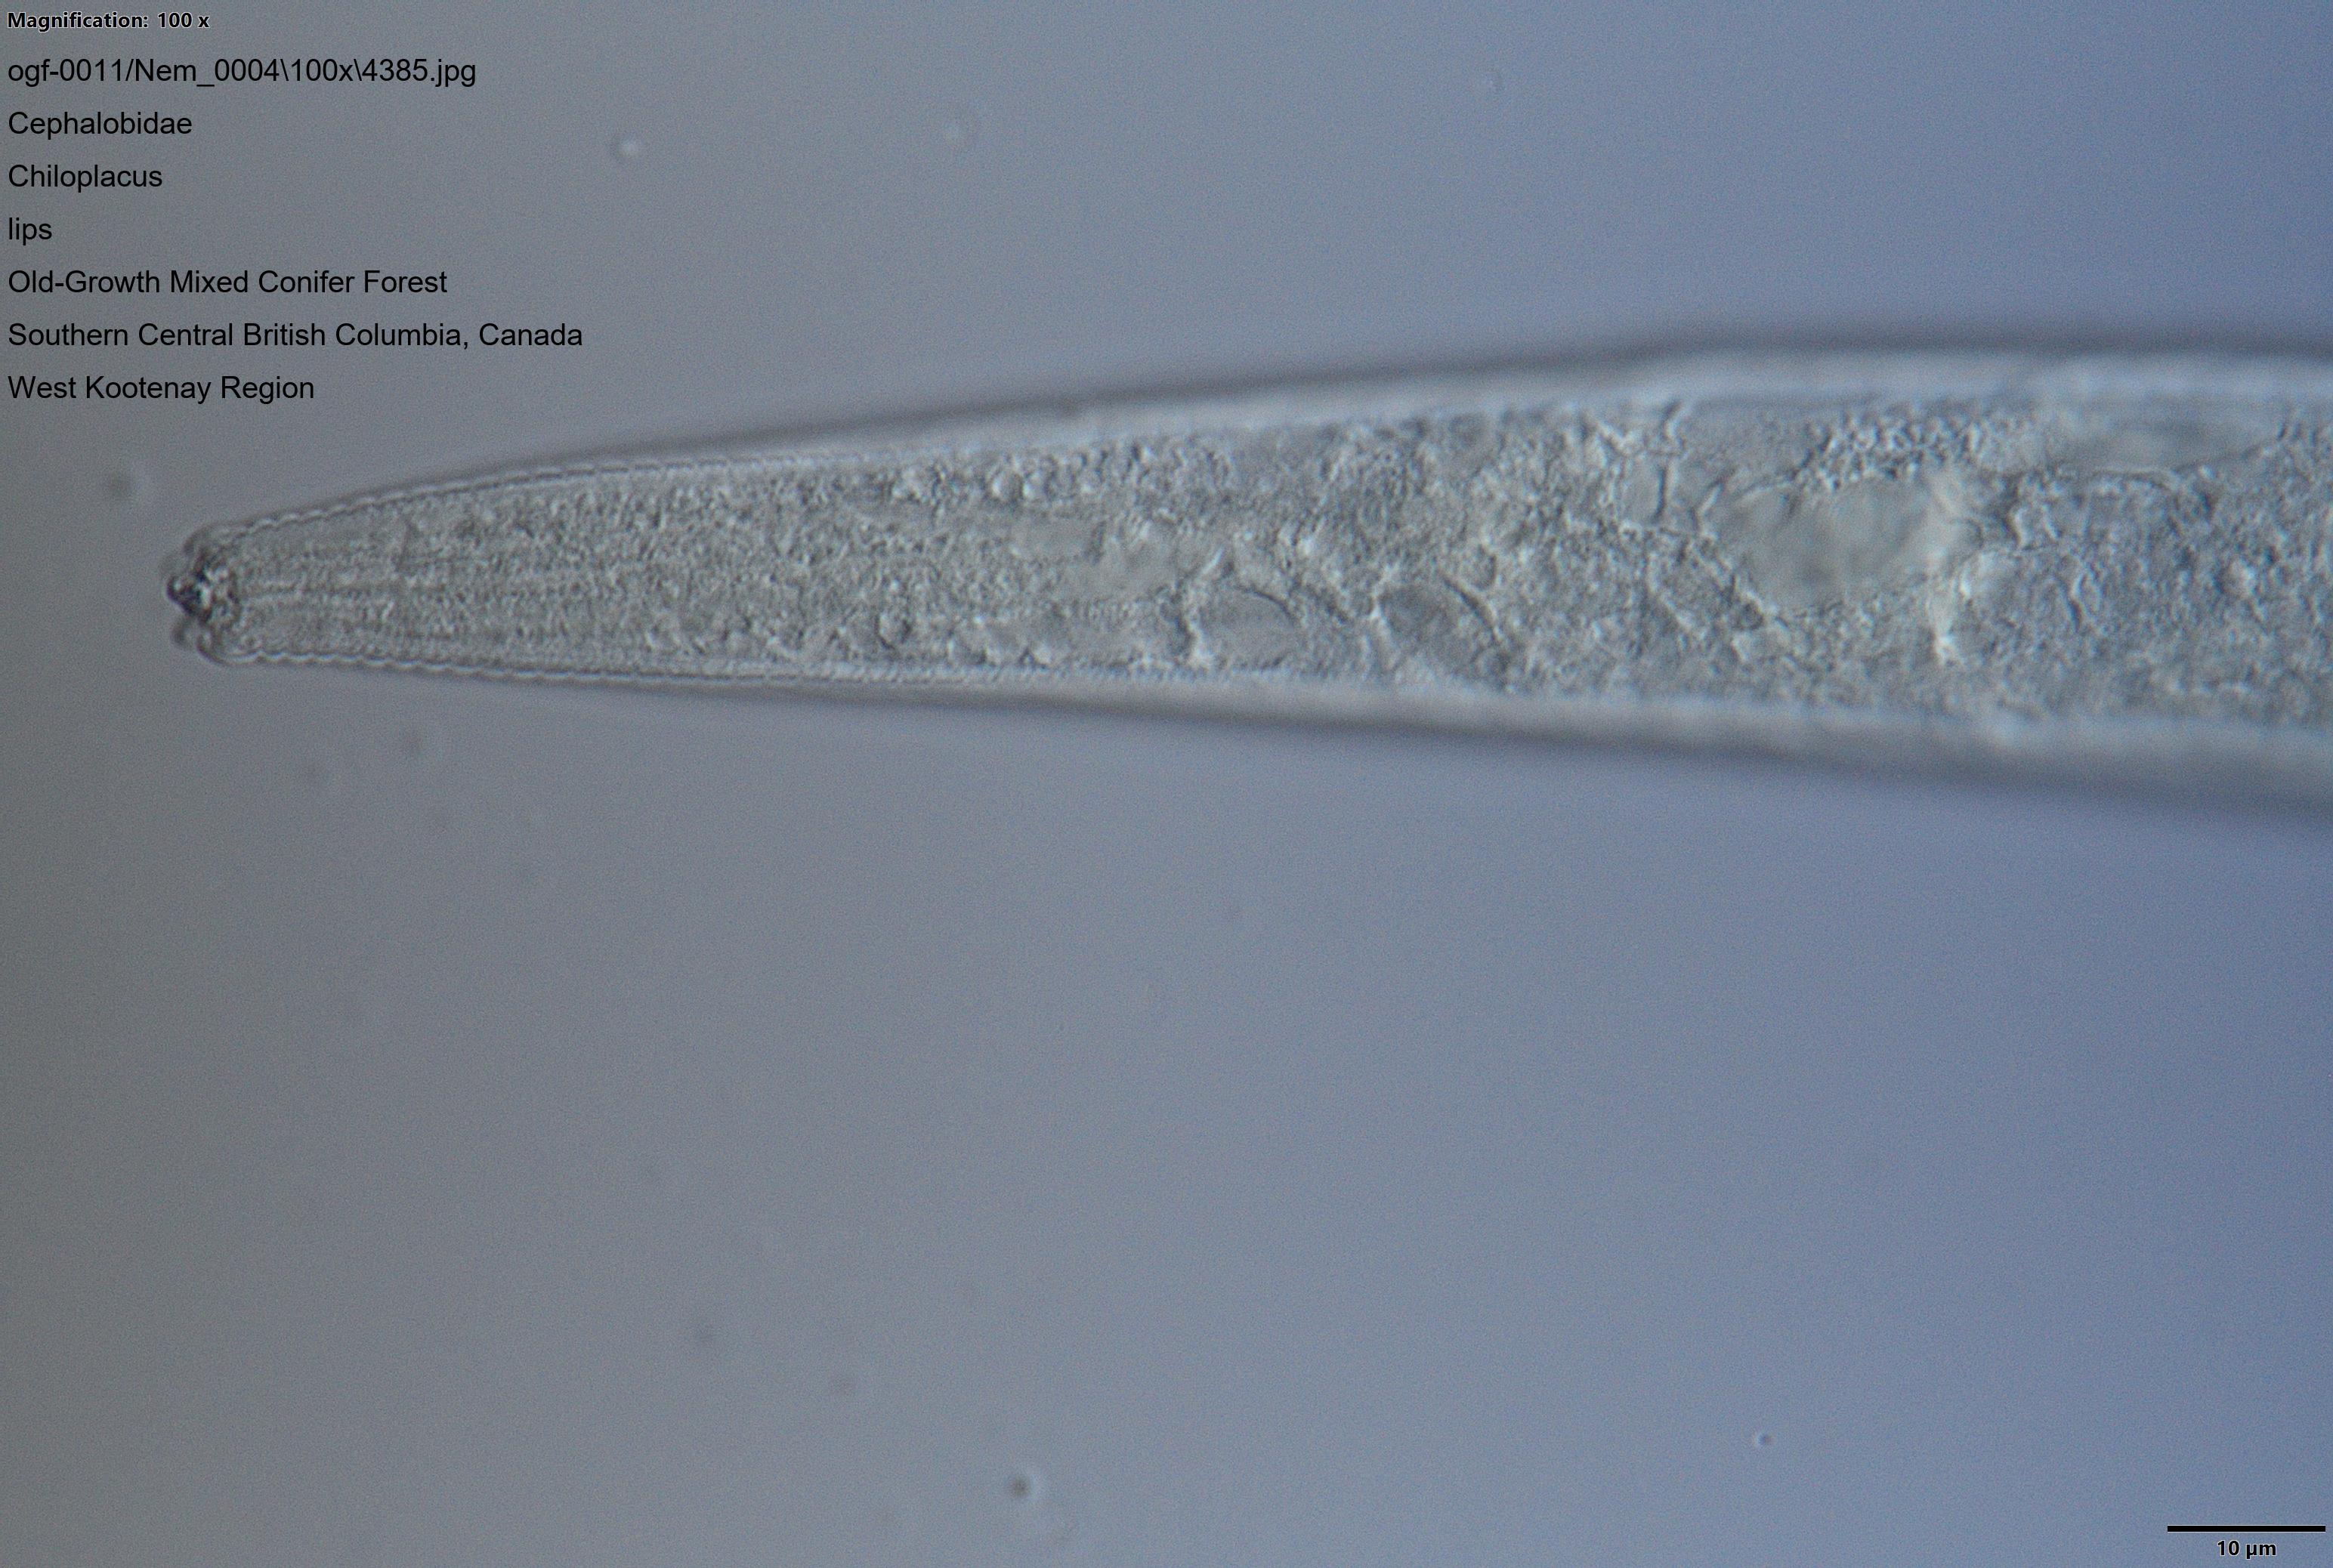 Magnification: 100 x
ogf-0011/Nem_0004\100x\4385.jpg
Cephalobidae
Chiloplacus
lips
Old-Growth Mixed Conifer Forest
Southern Central British Columbia, Canada
West Kootenay Region
10 µm